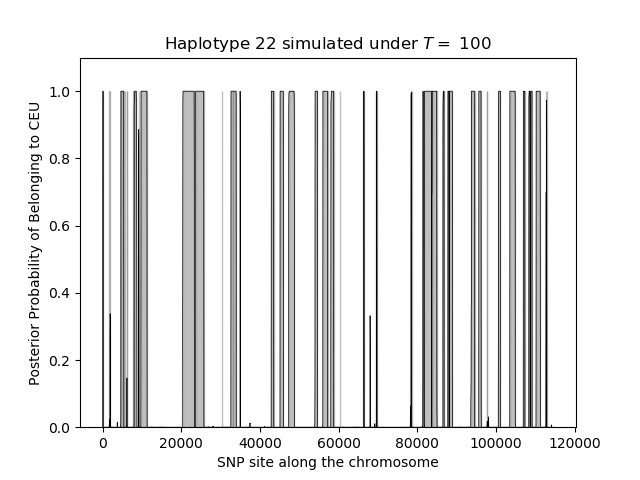 Haplotype 22 simulated under T = 100
Posterior Probability of Belonging to CEU
1.0
0.8
0.6
0.4
0.2
0.0
0 20000 40000 60000 80000 100000 120000
SNP site along the chromosome